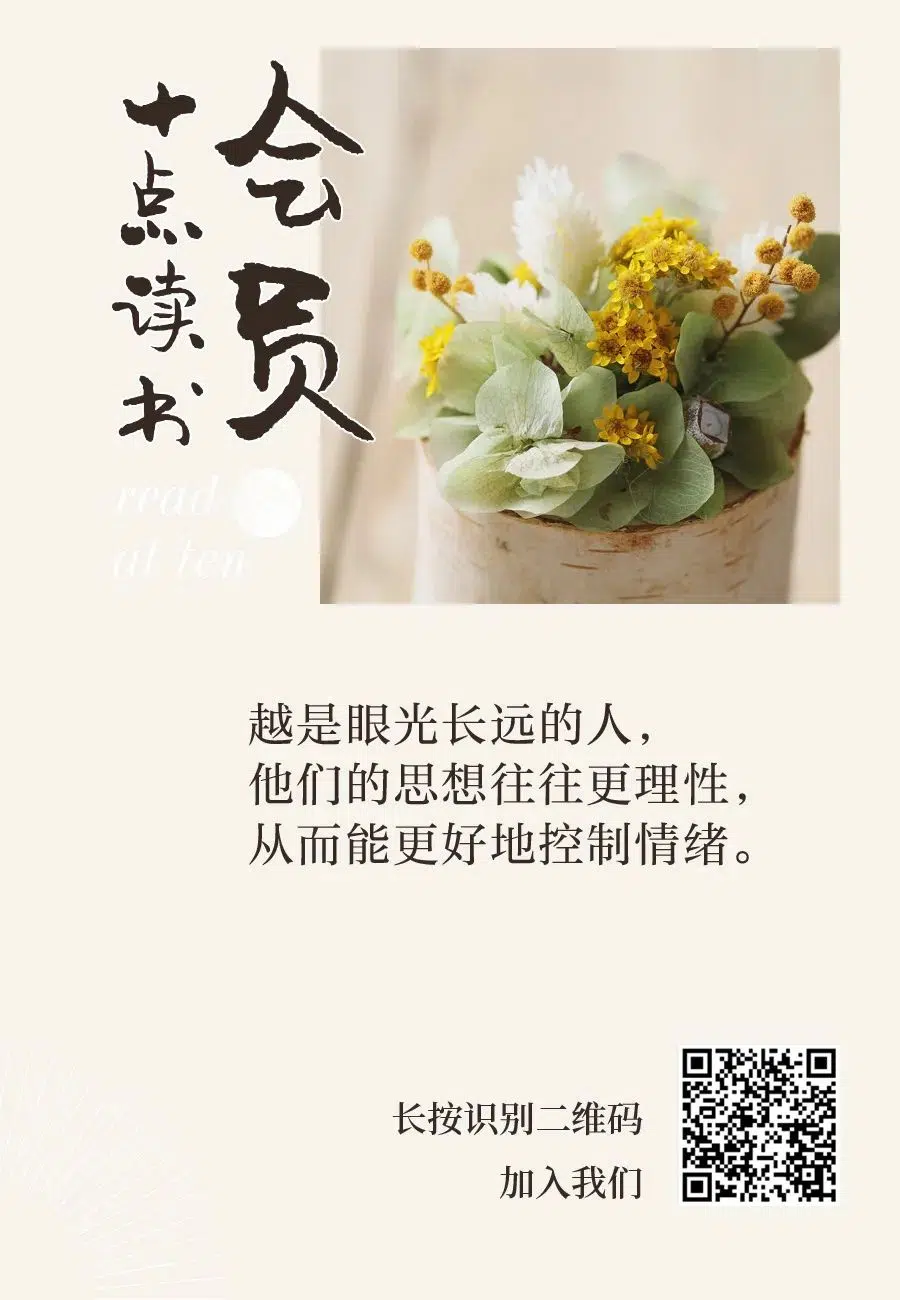 十点读书
会员
read
at ten
越是眼光长远的人，
他们的思想往往更理性，
从而能更好地控制情绪。
长按识别二维码
加入我们